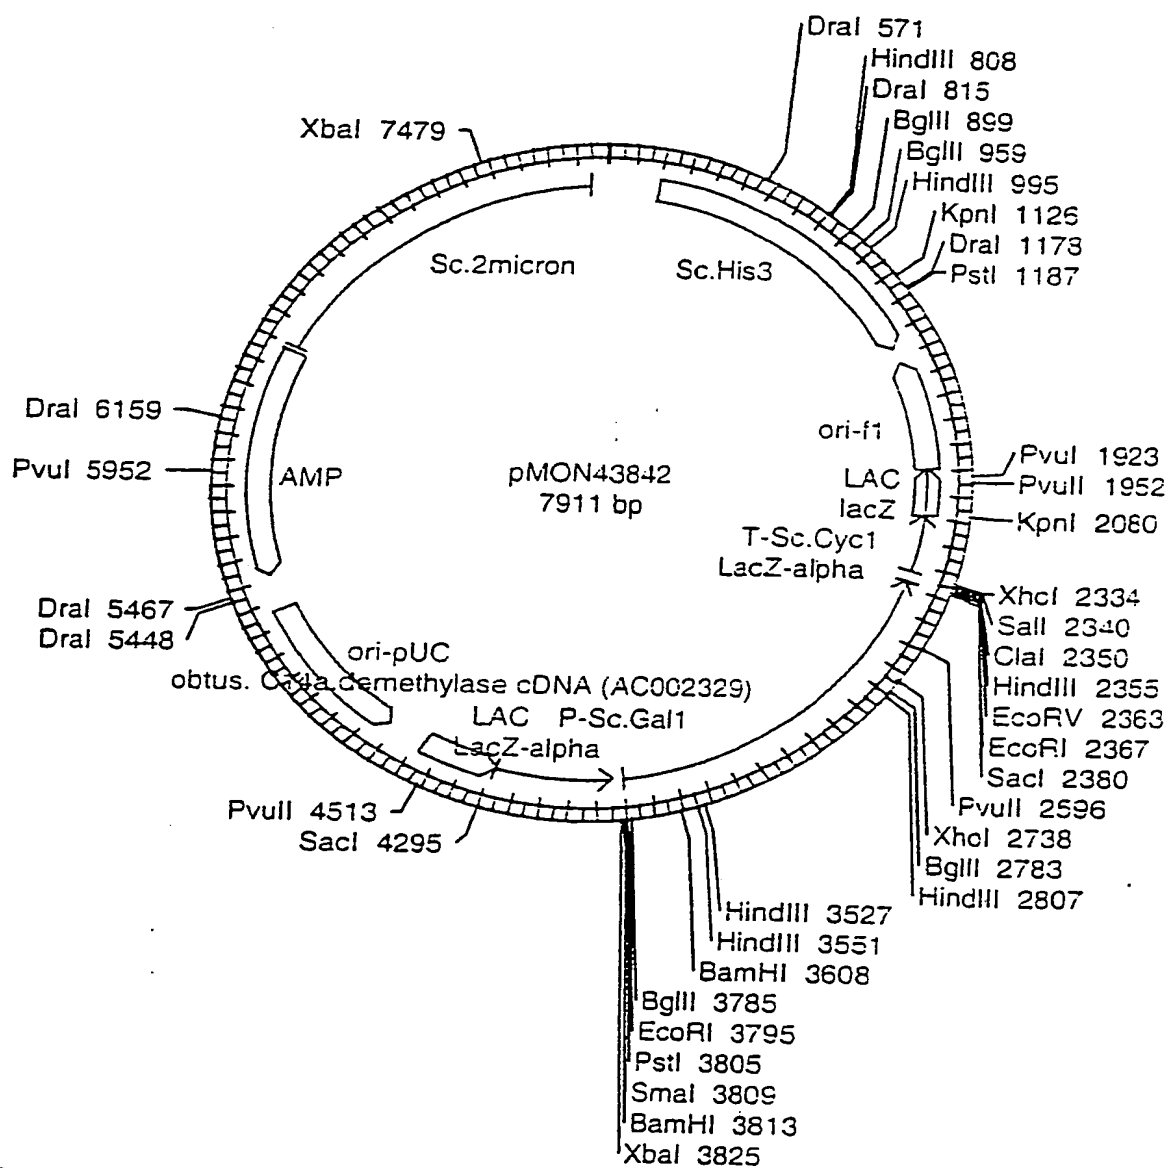 DraI 571
HindIII 808
DraI 815
BglII 899
BglII 959
HindIII 995
KpnI 1126
DraI 1173
PstI 1187
XbaI 7479
Sc.2micron
Sc.His3
DraI 6159
PvuI 5952
AMP
pMON43842
7911 bp
ori-f1
LAC
lacZ
T-Sc.Cyc1
LacZ-alpha
PvuI 1923
PvuII 1952
KpnI 2080
XhoI 2334
SalI 2340
ClaI 2350
HindIII 2355
EcoRV 2363
EcoRI 2367
SacI 2380
PvuII 2596
XhoI 2738
BglII 2783
HindIII 2807
DraI 5467
DraI 5448
ori-pUC
obtus. demethylase cDNA (AC002329)
LAC P-Sc.Gal1
LacZ-alpha
PvuII 4513
SacI 4295
HindIII 3527
HindIII 3551
BamHI 3608
BglII 3785
EcoRI 3795
PstI 3805
SmaI 3809
BamHI 3813
XbaI 3825